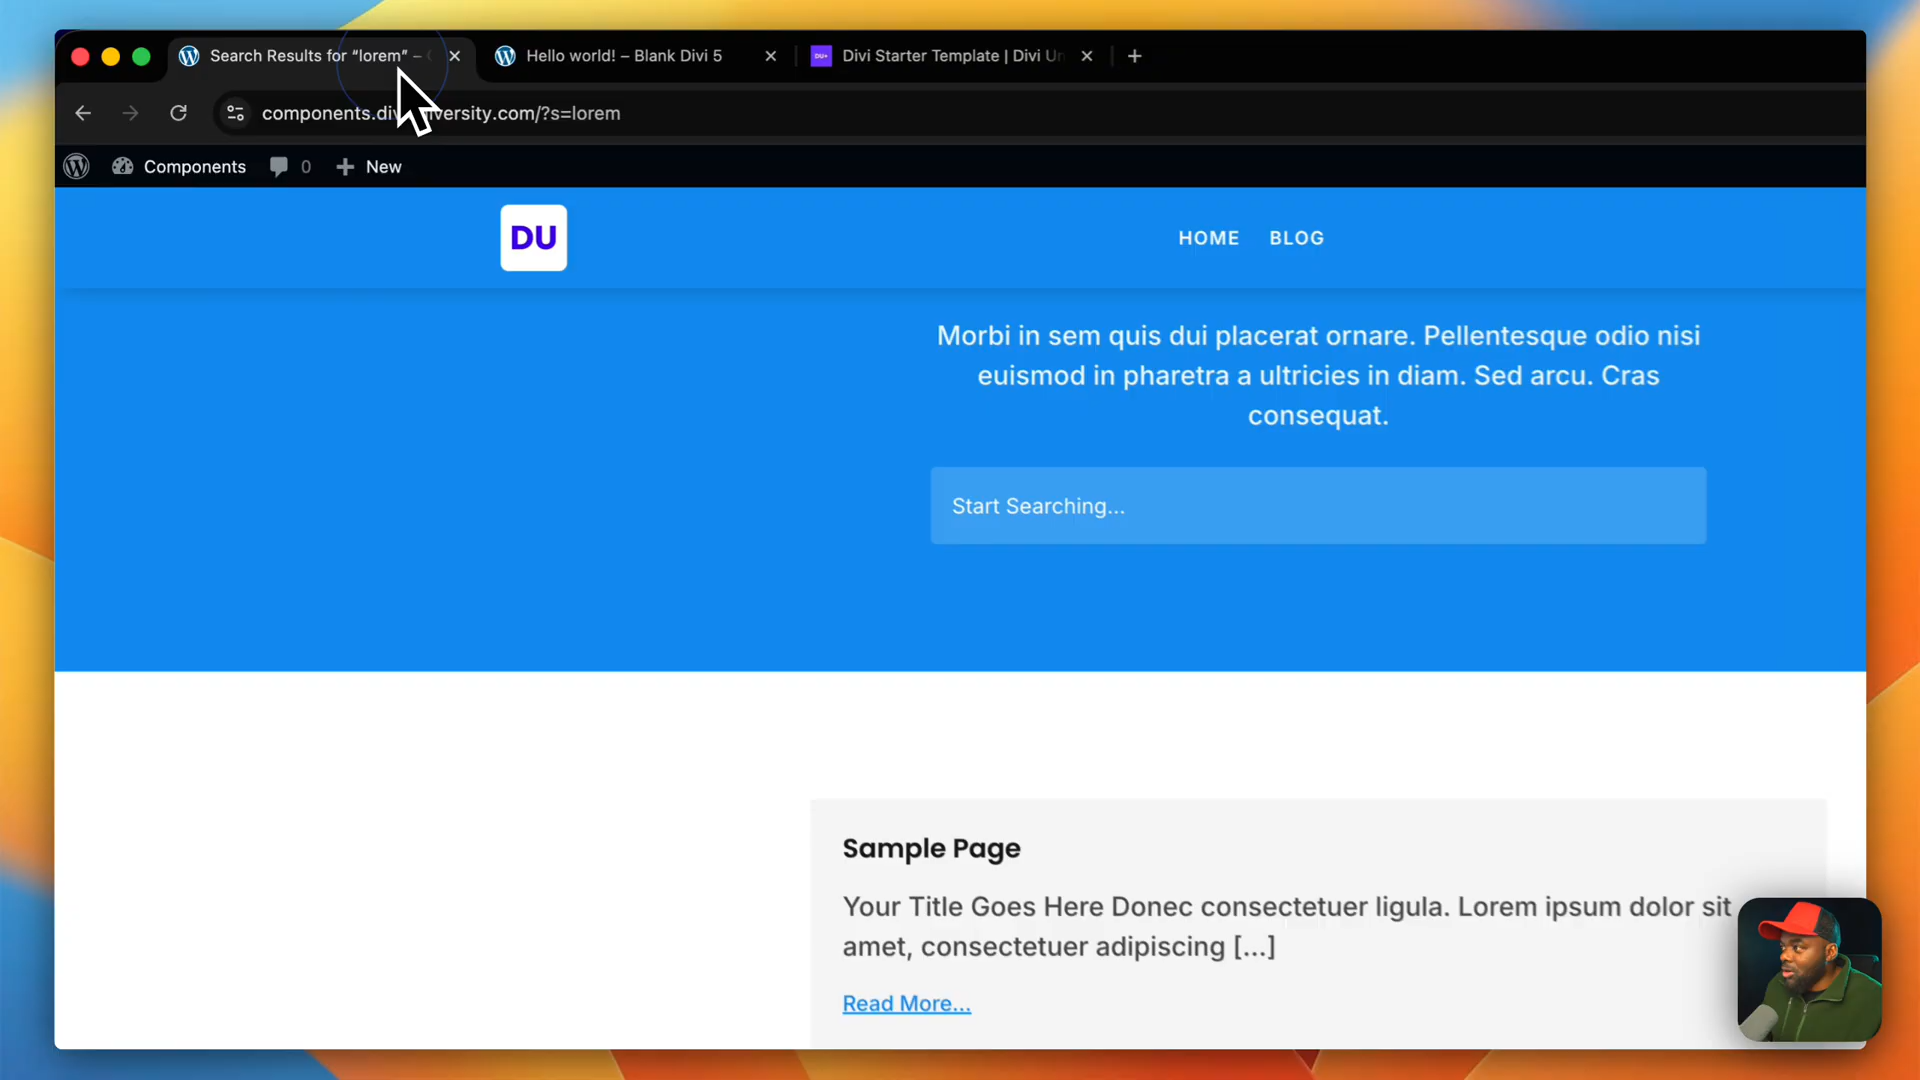 Search Results for “lorem” –
Hello world! – Blank Divi 5
DU+
Divi Starter Template | Divi Un
components.div versity.com/?s=lorem
Components
0
New
DU
HOME
BLOG
Morbi in sem quis dui placerat ornare. Pellentesque odio nisi
euismod in pharetra a ultricies in diam. Sed arcu. Cras
consequat.
Start Searching...
Sample Page
Your Title Goes Here Donec consectetuer ligula. Lorem ipsum dolor sit
amet, consectetuer adipiscing [...]
Read More...